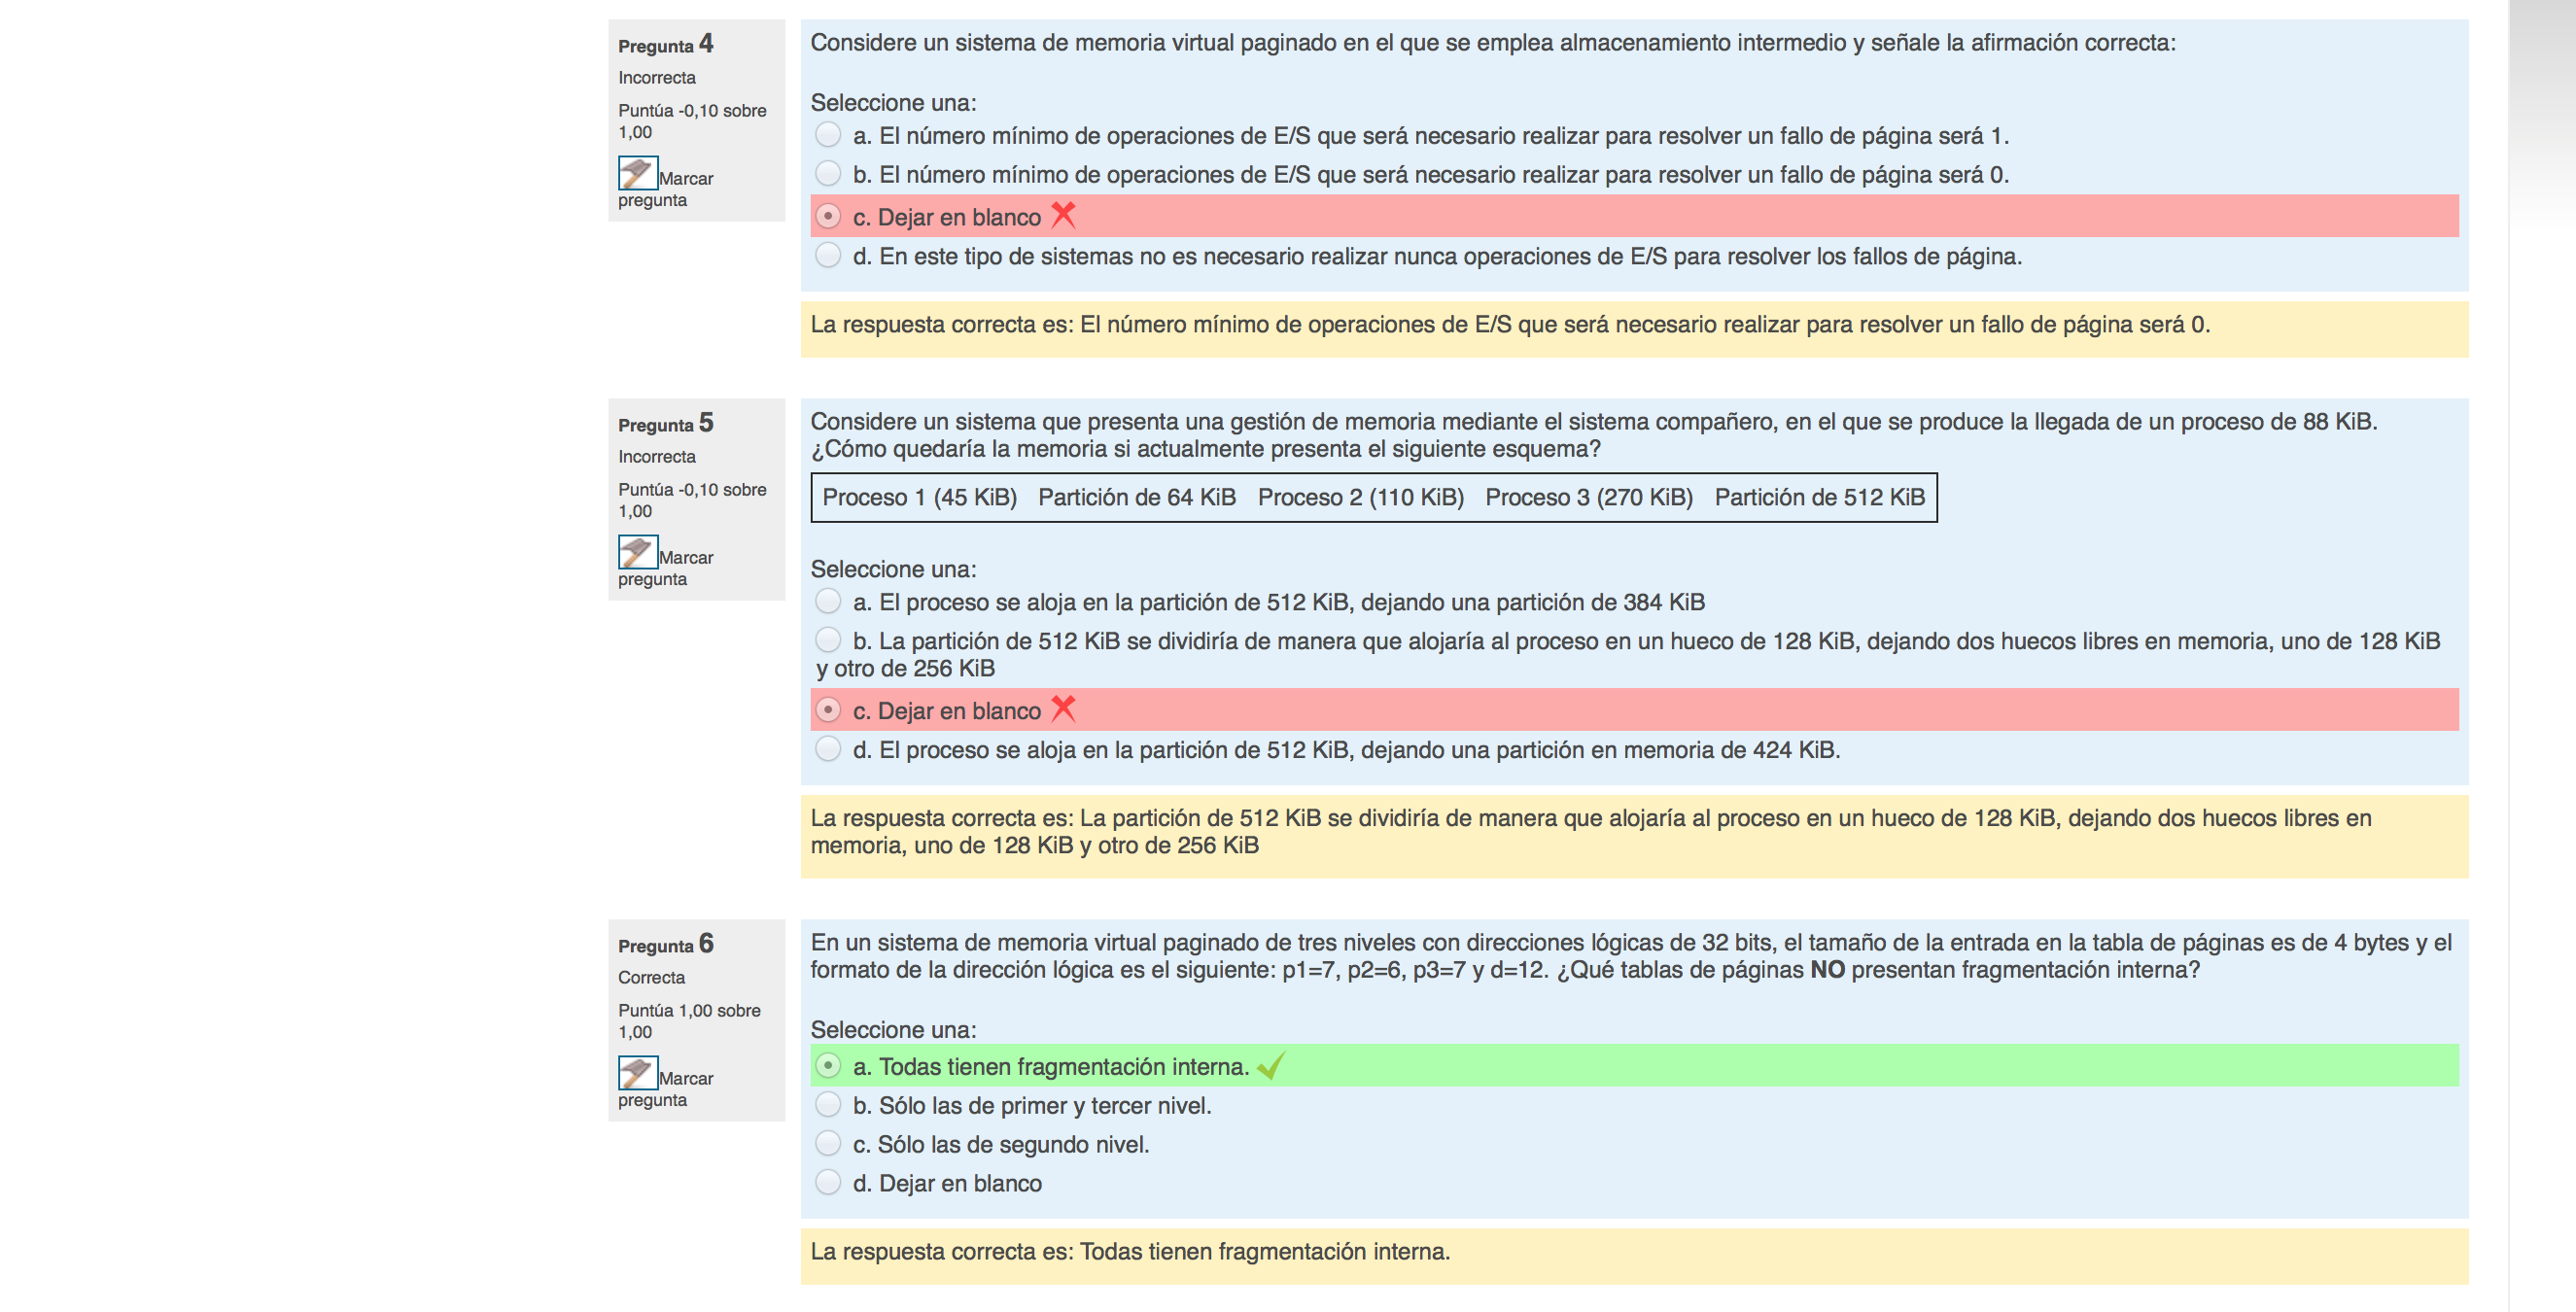 Pregunta 4
Incorrecta
Puntúa -0,10 sobre
1,00
Marcar
pregunta
Considere un sistema de memoria virtual paginado en el que se emplea almacenamiento intermedio y señale la afirmación correcta:
Seleccione una:
a. El número mínimo de operaciones de E/S que será necesario realizar para resolver un fallo de página será 1.
b. El número mínimo de operaciones de E/S que será necesario realizar para resolver un fallo de página será 0.
c. Dejar en blanco
d. En este tipo de sistemas no es necesario realizar nunca operaciones de E/S para resolver los fallos de página.
La respuesta correcta es: El número mínimo de operaciones de E/S que será necesario realizar para resolver un fallo de página será 0.
Pregunta 5
Incorrecta
Puntúa -0,10 sobre
1,00
Marcar
pregunta
Considere un sistema que presenta una gestión de memoria mediante el sistema compañero, en el que se produce la llegada de un proceso de 88 KiB.
¿Cómo quedaría la memoria si actualmente presenta el siguiente esquema?
Proceso 1 (45 KiB) Partición de 64 KiB Proceso 2 (110 KiB) Proceso 3 (270 KiB) Partición de 512 KiB
Seleccione una:
a. El proceso se aloja en la partición de 512 KiB, dejando una partición de 384 KiB
b. La partición de 512 KiB se dividiría de manera que alojaría al proceso en un hueco de 128 KiB, dejando dos huecos libres en memoria, uno de 128 KiB
y otro de 256 KiB
c. Dejar en blanco
d. El proceso se aloja en la partición de 512 KiB, dejando una partición en memoria de 424 KiB.
La respuesta correcta es: La partición de 512 KiB se dividiría de manera que alojaría al proceso en un hueco de 128 KiB, dejando dos huecos libres en
memoria, uno de 128 KiB y otro de 256 KiB
Pregunta 6
Correcta
Puntúa 1,00 sobre
1,00
Marcar
pregunta
En un sistema de memoria virtual paginado de tres niveles con direcciones lógicas de 32 bits, el tamaño de la entrada en la tabla de páginas es de 4 bytes y el
formato de la dirección lógica es el siguiente: p1=7, p2=6, p3=7 y d=12. ¿Qué tablas de páginas NO presentan fragmentación interna?
Seleccione una:
a. Todas tienen fragmentación interna.
b. Sólo las de primer y tercer nivel.
c. Sólo las de segundo nivel.
d. Dejar en blanco
La respuesta correcta es: Todas tienen fragmentación interna.